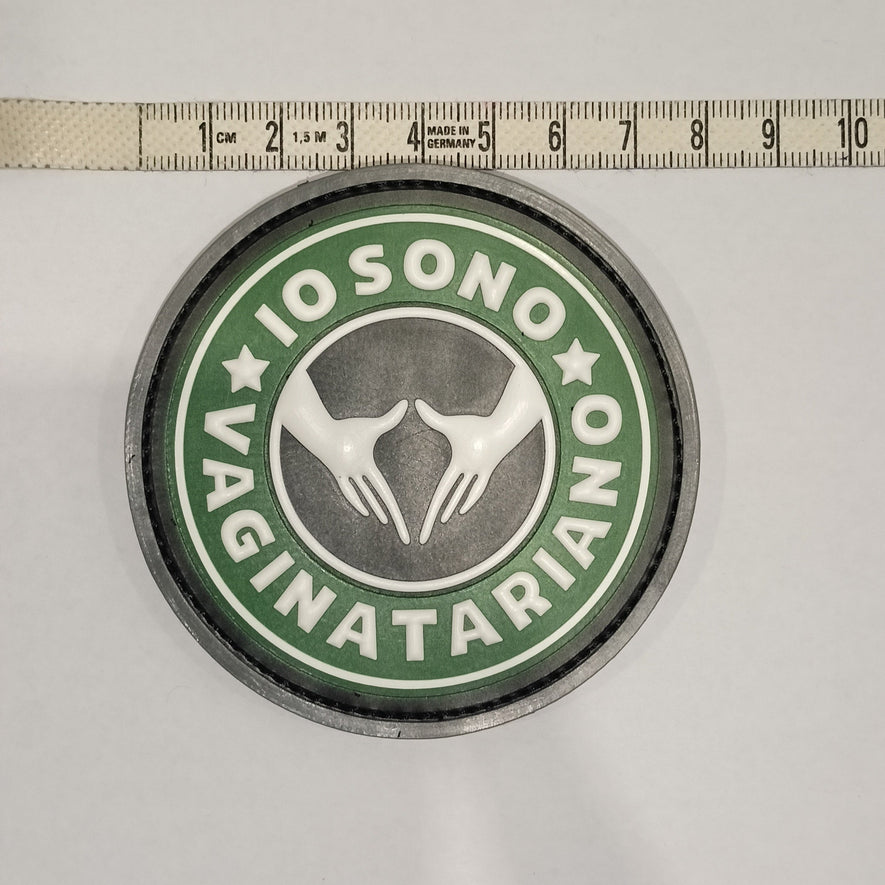 1 CM 2 1,5 M 3 4 MADE IN GERMANY 5 6 7 8 9 10
IO SONO
VAGINATARIANO